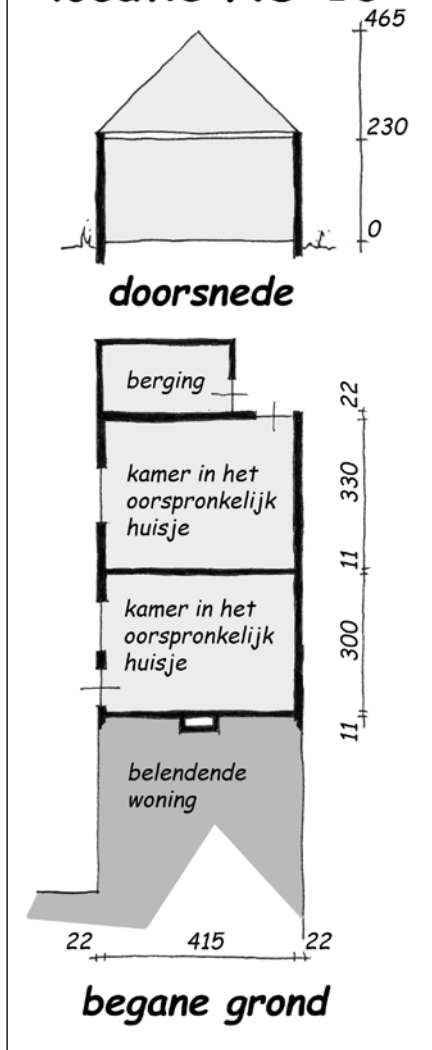 465
230
0
doorsnede
berging
22
kamer in het
oorspronkelijk
huisje
330
11
kamer in het
oorspronkelijk
huisje
300
11
belendende
woning
22 415 22
begane grond